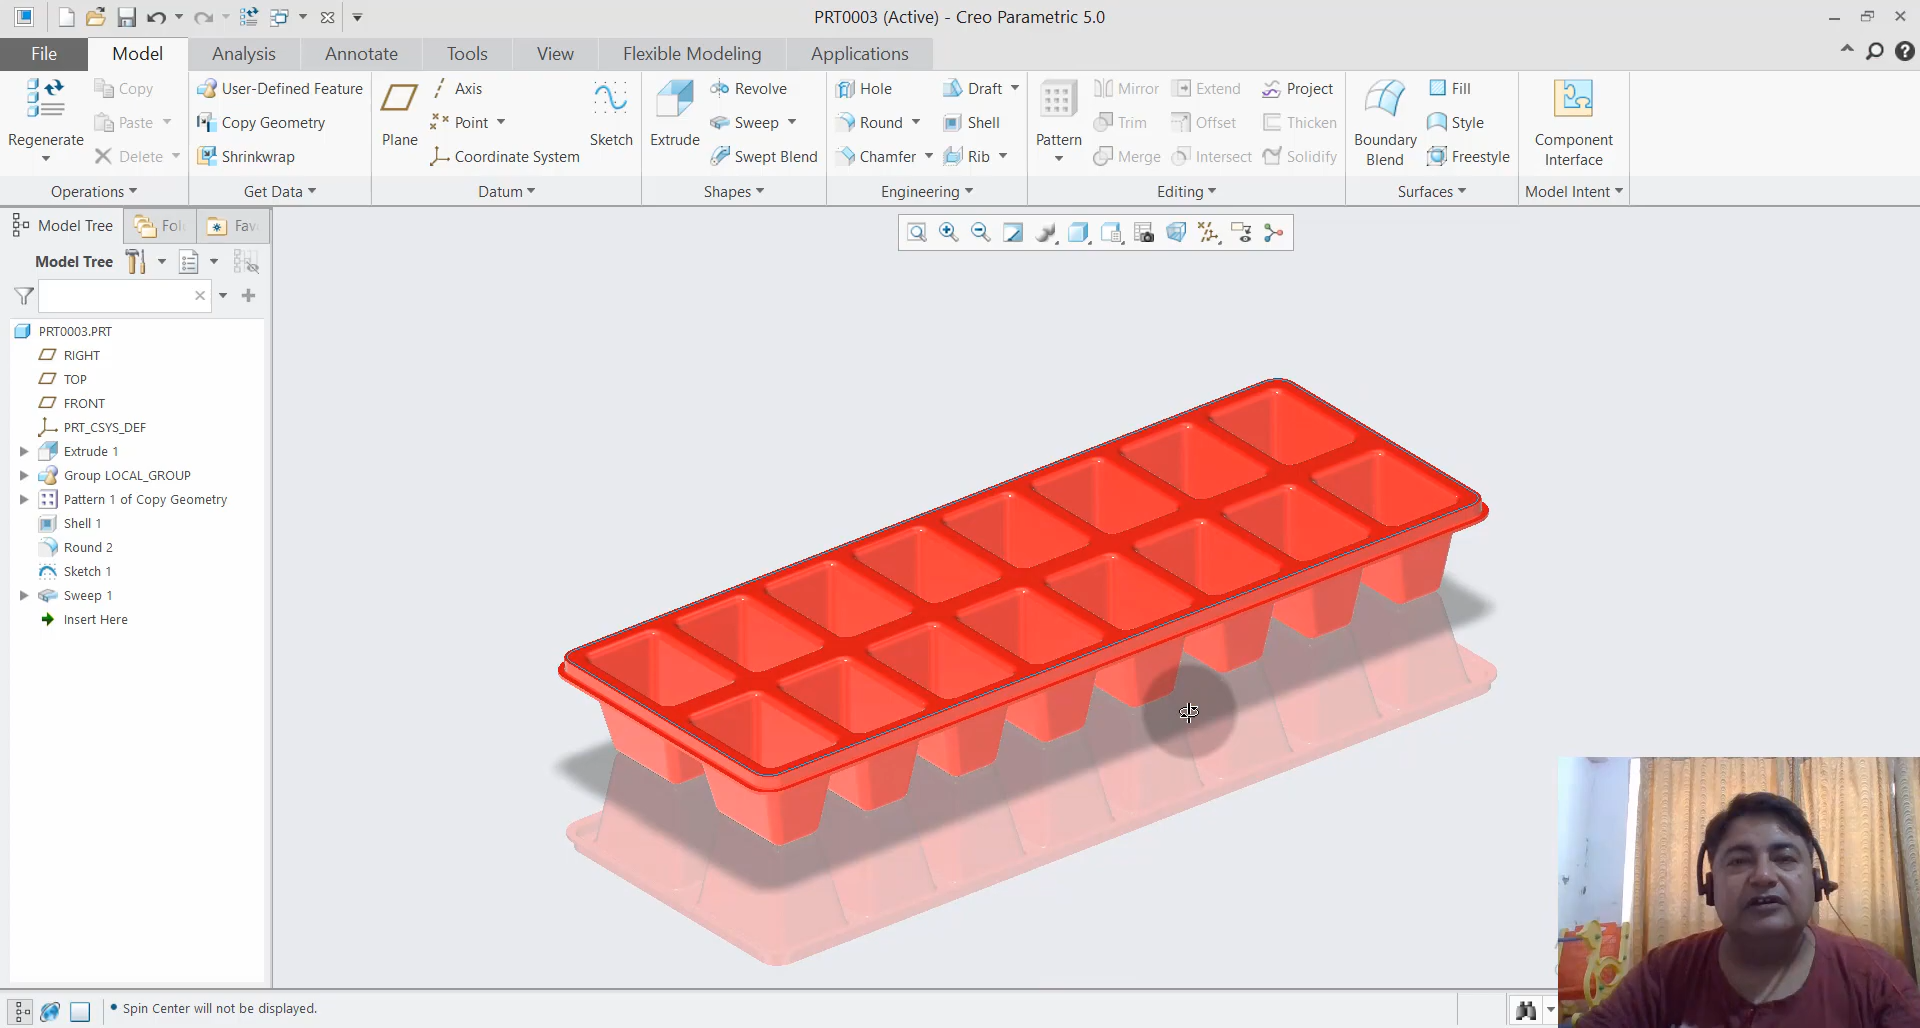 PRT0003 (Active) - Creo Parametric 5.0
File Model Analysis Annotate Tools View Flexible Modeling Applications
Regenerate
Copy
Paste
Delete
Operations
User-Defined Feature
Copy Geometry
Shrinkwrap
Get Data
Plane
Axis
Point
Coordinate System
Sketch
Datum
Extrude
Revolve
Sweep
Swept Blend
Shapes
Hole
Round
Chamfer
Draft
Shell
Rib
Engineering
Pattern
Mirror
Trim
Merge
Extend
Offset
Intersect
Project
Thicken
Solidify
Editing
Boundary
Blend
Fill
Style
Freestyle
Surfaces
Component
Interface
Model Intent
Model Tree
Fol
Fav
Model Tree
PRT0003.PRT
RIGHT
TOP
FRONT
PRT_CSYS_DEF
Extrude 1
Group LOCAL_GROUP
Pattern 1 of Copy Geometry
Shell 1
Round 2
Sketch 1
Sweep 1
Insert Here
• Spin Center will not be displayed.